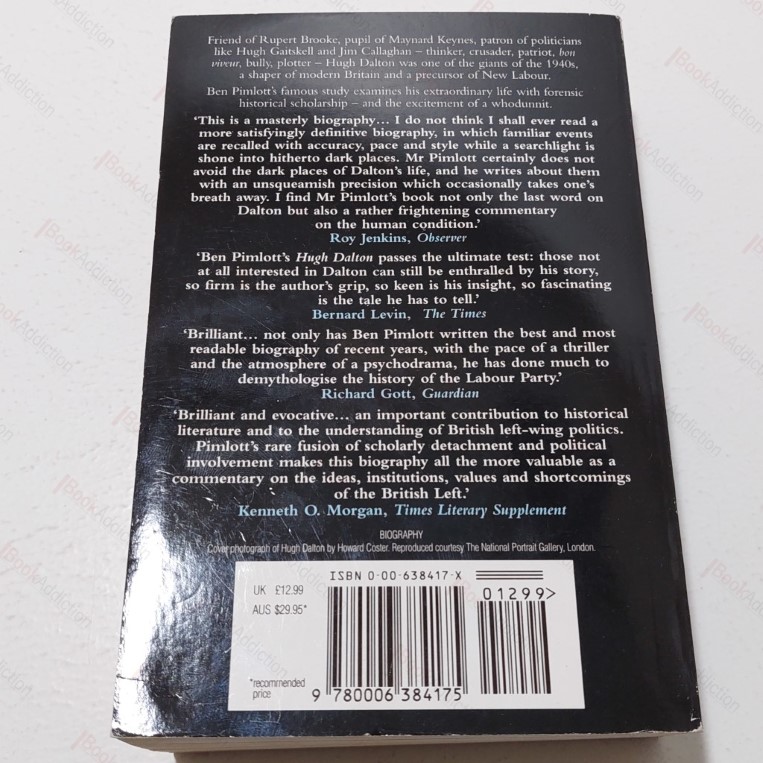 Friend of Rupert Brooke, pupil of Maynard Keynes, patron of politicians
like Hugh Gaitskell and Jim Callaghan – thinker, crusader, patriot, bon
viveur, bully, plotter – Hugh Dalton was one of the giants of the 1940s,
a shaper of modern Britain and a precursor of New Labour.
Ben Pimlott's famous study examines his extraordinary life with forensic
historical scholarship – and the excitement of a whodunnit.
'This is a masterly biography... I do not think I shall ever read a
more satisfyingly definitive biography, in which familiar events
are recalled with accuracy, pace and style while a searchlight is
shone into hitherto dark places. Mr Pimlott certainly does not
avoid the dark places of Dalton's life, and he writes about them
with an unsqueamish precision which occasionally takes one's
breath away. I find Mr Pimlott's book not only the last word on
Dalton but also a rather frightening commentary
on the human condition.'
Roy Jenkins, Observer
'Ben Pimlott's Hugh Dalton passes the ultimate test: those not
at all interested in Dalton can still be enthralled by his story,
so firm is the author's grip, so keen is his insight, so fascinating
is the tale he has to tell.'
Bernard Levin, The Times
'Brilliant... not only has Ben Pimlott written the best and most
readable biography of recent years, with the pace of a thriller
and the atmosphere of a psychodrama, he has done much to
demythologise the history of the Labour Party.'
Richard Gott, Guardian
'Brilliant and evocative... an important contribution to historical
literature and to the understanding of British left-wing politics.
Pimlott's rare fusion of scholarly detachment and political
involvement makes this biography all the more valuable as a
commentary on the ideas, institutions, values and shortcomings
of the British Left.'
Kenneth O. Morgan, Times Literary Supplement
BIOGRAPHY
Cover photograph of Hugh Dalton by Howard Coster. Reproduced courtesy The National Portrait Gallery, London.
ISBN 0-00-638417-X
UK £12.99
AUS $29.95*
01299>
*recommended
price
9 780006 384175
BookAddiction